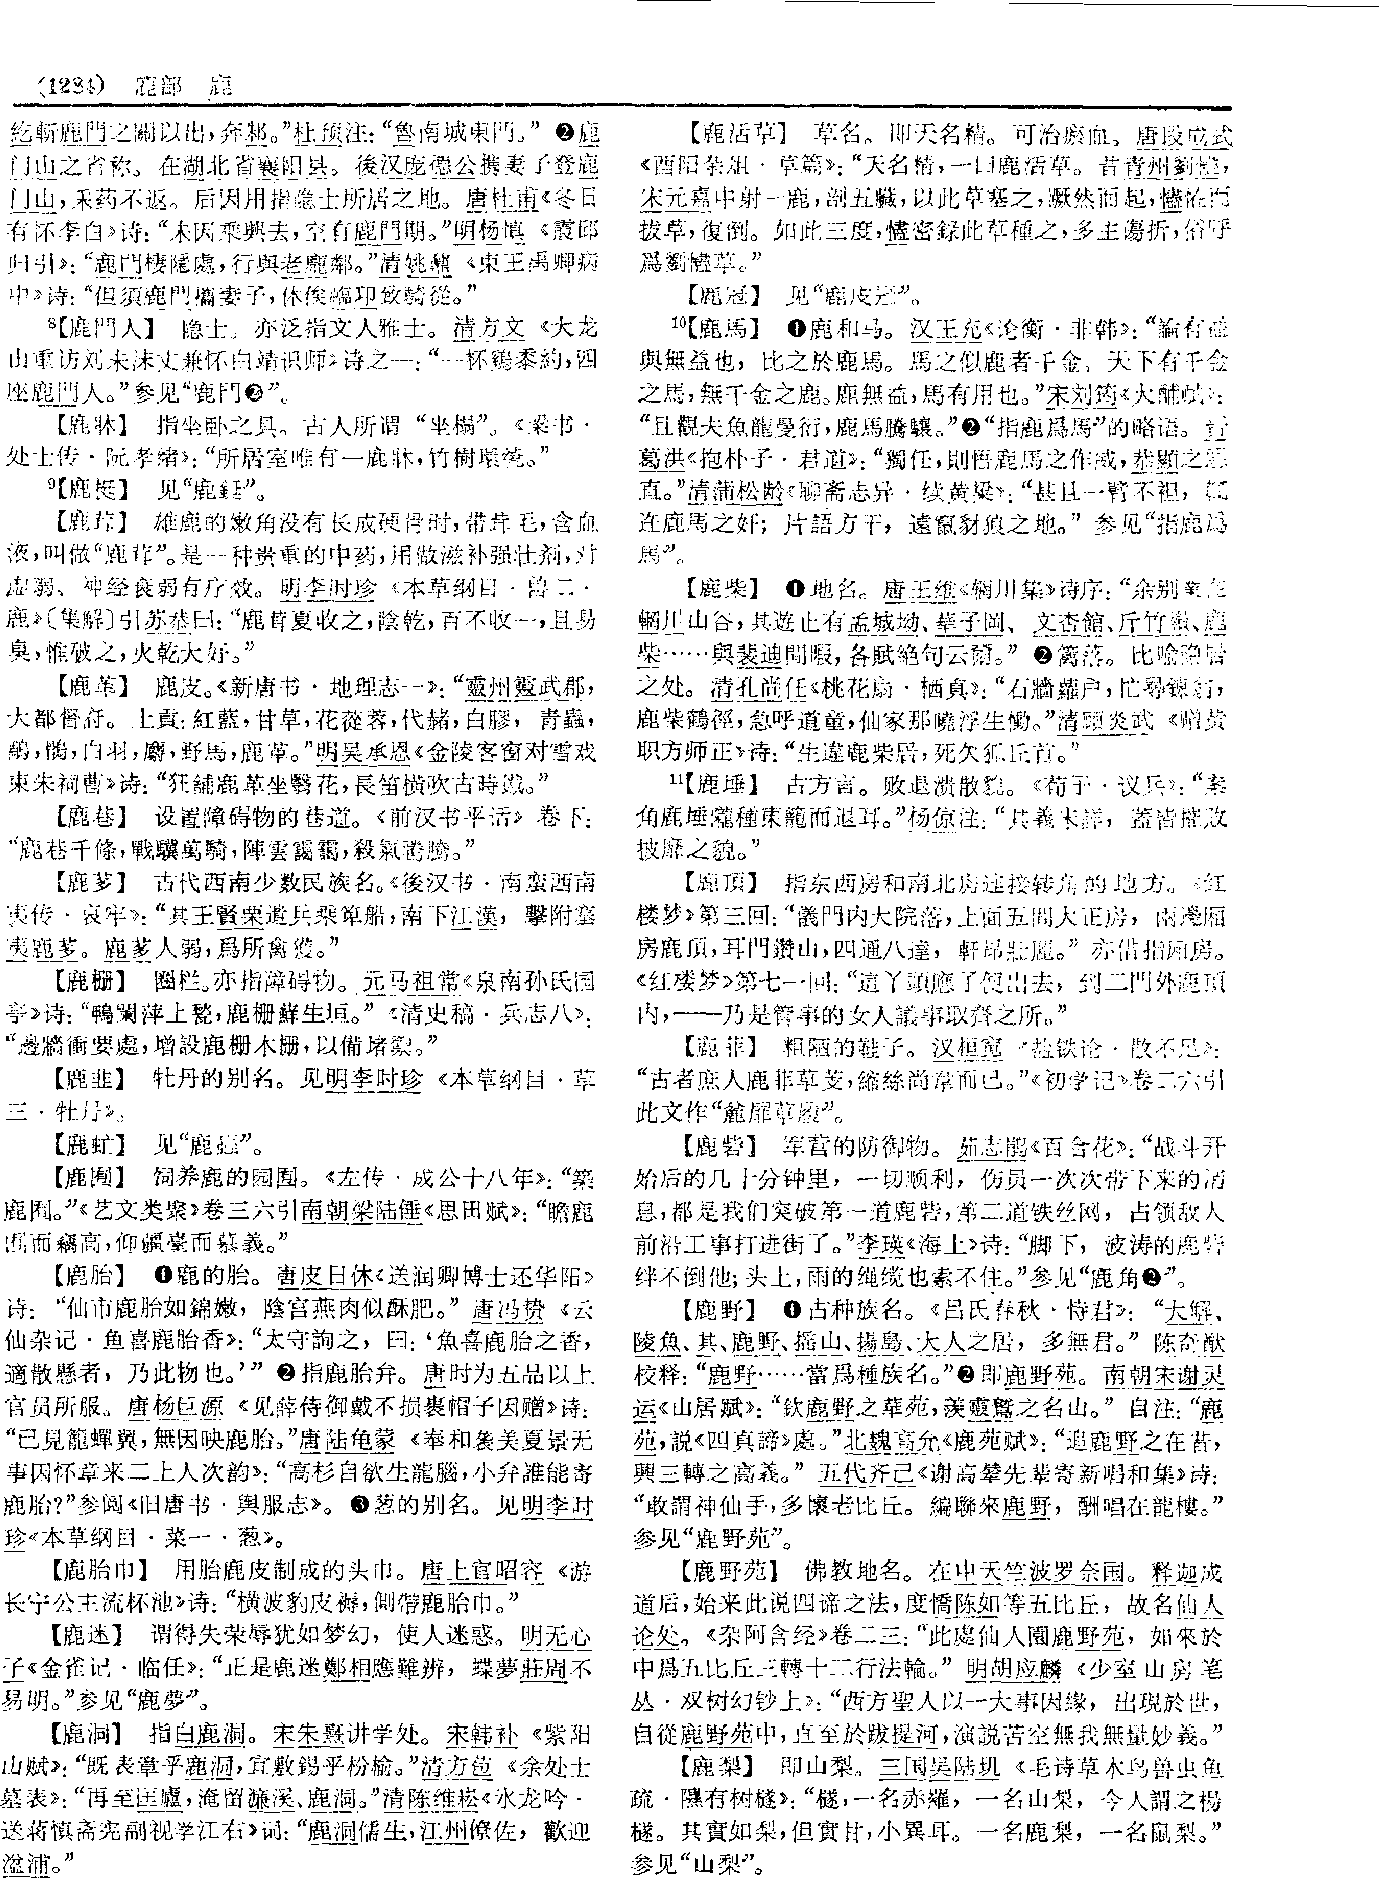 (1284) 鹿部 鹿
讫斬鹿門之關以出，奔邾。”杜预注：“魯南城東門。” ❷鹿
门山之省称。在湖北省襄阳县。後汉庞德公携妻子登鹿
门山，采药不返。后因用指隐士所居之地。唐杜甫《冬日
有怀李白》诗：“未因乘興去，空有鹿門期。”明杨慎《霞邱
归引》：“鹿門棲隱處，行與老龐鄰。”清姚鼐《束王禹卿病
中》诗：“但須鹿門攜妻子，休俟臨邛致騎從。”
⁸【鹿門人】 隐士。亦泛指文人雅士。清方文《大龙
山重访刘未沫丈兼怀白靖识师》诗之一：“一杯鷄黍約，四
座鹿門人。”参见“鹿門❷”。
【鹿牀】 指坐卧之具。古人所谓“坐榻”。《梁书·
处士传·阮孝绪》：“所居室唯有一鹿牀，竹樹環繞。”
⁹【鹿梃】 见“鹿鋌”。
【鹿茸】 雄鹿的嫩角没有长成硬骨时，带茸毛，含血
液，叫做“鹿茸”。是一种贵重的中药，用做滋补强壮剂，对
虚弱、神经衰弱有疗效。明李时珍《本草纲目·兽二·
鹿》〔集解〕引苏恭曰：“鹿茸夏收之，陰乾，百不收一，且易
臭，惟破之，火乾大好。”
【鹿革】 鹿皮。《新唐书·地理志一》：“靈州靈武郡，
大都督府。土貢：紅藍，甘草，花蓯蓉，代赭，白膠，青蟲，
鵰，鶻，白羽，麝，野馬，鹿革。”明吴承恩《金陵客窗对雪戏
柬朱祠曹》诗：“狂舖鹿革坐翳花，長笛橫吹古時濺。”
【鹿巷】 设置障碍物的巷道。《前汉书平话》卷下：
“鹿巷千條，戰驥萬騎，陣雲靄靄，殺氣騰騰。”
【鹿茤】 古代西南少数民族名。《後汉书·南蛮西南
夷传·哀牢》：“其王賢栗遣兵乘箄船，南下江漢，擊附塞
夷鹿茤。鹿茤人弱，爲所禽獲。”
【鹿栅】 圈栏。亦指障碍物。元马祖常《泉南孙氏园
亭》诗：“鴨闌萍上甃，鹿栅蘚生垣。”《清史稿·兵志八》：
“邊牆衝要處，增設鹿栅木栅，以備堵禦。”
【鹿韭】 牡丹的别名。见明李时珍《本草纲目·草
三·牡丹》。
【鹿虻】 见“鹿蝱”。
【鹿囿】 饲养鹿的园囿。《左传·成公十八年》：“築
鹿囿。”《艺文类聚》卷三六引南朝梁陆倕《思田赋》：“瞻鹿
囿而竊高，仰麵臺而慕義。”
【鹿胎】 ❶鹿的胎。唐皮日休《送润卿博士还华阳》
诗：“仙市鹿胎如錦嫩，陰宫燕肉似酥肥。”唐冯贽《云
仙杂记·鱼喜鹿胎香》：“太守詢之，曰：‘魚喜鹿胎之香，
適散懸者，乃此物也。’” ❷指鹿胎弁。唐时为五品以上
官员所服。唐杨巨源《见薛侍御戴不损裹帽子因赠》诗：
“已見籠蟬翼，無因映鹿胎。”唐陆龟蒙《奉和袭美夏景无
事因怀章来二上人次韵》：“高杉自欲生龍腦，小弁誰能寄
鹿胎？”参阅《旧唐书·舆服志》。❸葱的别名。见明李时
珍《本草纲目·菜一·葱》。
【鹿胎巾】 用胎鹿皮制成的头巾。唐上官昭容《游
长宁公主流杯池》诗：“横波豹皮褥，側帶鹿胎巾。”
【鹿迷】 谓得失荣辱犹如梦幻，使人迷惑。明无心
子《金雀记·临任》：“正是鹿迷鄭相應難辨，蝶夢莊周不
易明。”参见“鹿夢”。
【鹿洞】 指白鹿洞。宋朱熹讲学处。宋韩补《紫阳
山赋》：“既表章乎鹿洞，宜敷錫乎枌榆。”清方苞《余处士
墓表》：“再至匡廬，淹留濂溪、鹿洞。”清陈维崧《水龙吟·
送蒋慎斋宪副视学江右》词：“鹿洞儒生，江州僚佐，歡迎
湓浦。”
【鹿活草】 草名。即天名精。可治瘀血。唐段成式
《酉阳杂俎·草篇》：“天名精，一曰鹿活草。昔青州劉憻，
宋元嘉中射一鹿，剖五臟，以此草塞之，蹶然而起，憻怪而
拔草，復倒。如此三度，憻密錄此草種之，多主傷折，俗呼
爲劉憻草。”
【鹿冠】 见“鹿皮冠”。
¹⁰【鹿馬】 ❶鹿和马。汉王充《论衡·非韩》：“論有益
與無益也，比之於鹿馬。馬之似鹿者千金，天下有千金
之馬，無千金之鹿。鹿無益，馬有用也。”宋刘筠《大酺赋》：
“且觀夫魚龍曼衍，鹿馬騰驤。”❷“指鹿爲馬”的略语。晋
葛洪《抱朴子·君道》：“獨任，則悟鹿馬之作威，恭顯之惡
直。”清蒲松龄《聊斋志异·续黄粱》：“甚且一臂不袒，輒
迕鹿馬之奸；片語方干，遠竄豺狼之地。”参见“指鹿爲
馬”。
【鹿柴】 ❶地名。唐王维《辋川集》诗序：“余别業在
輞川山谷，其遊止有孟城坳、華子岡、文杏館、斤竹嶺、鹿
柴……與裴迪閒暇，各賦絶句云爾。” ❷篱落。比喻隐居
之处。清孔尚任《桃花扇·栖真》：“石牆蘿户，忙尋鍊翁，
鹿柴鶴徑，急呼道童，仙家那曉浮生慟。”清顾炎武《赠黄
职方师正》诗：“生違鹿柴居，死欠狐丘首。”
¹¹【鹿埵】 古方言。败退溃散貌。《荀子·议兵》：“案
角鹿埵隴種東籠而退耳。”杨倞注：“其義未詳，蓋皆摧敗
披靡之貌。”
【鹿頂】 指东西房和南北房连接转角的地方。《红
楼梦》第三回：“儀門内大院落，上面五間大正房，兩邊廂
房鹿頂，耳門鑽山，四通八達，軒昂壯麗。”亦借指厢房。
《红楼梦》第七一回：“這丫頭應了便出去，到二門外鹿頂
内，——乃是管事的女人議事取齊之所。”
【鹿菲】 粗陋的鞋子。汉桓宽《盐铁论·散不足》：
“古者庶人鹿菲草芰，縮絲尚韋而已。”《初学记》卷二六引
此文作“麄扉草履”。
【鹿砦】 军营的防御物。茹志鹃《百合花》：“战斗开
始后的几十分钟里，一切顺利，伤员一次次带下来的消
息，都是我们突破第一道鹿砦，第二道铁丝网，占领敌人
前沿工事打进街了。”李瑛《海上》诗：“脚下，波涛的鹿砦
绊不倒他；头上，雨的绳缆也索不住。”参见“鹿角❷”。
【鹿野】 ❶古种族名。《吕氏春秋·恃君》：“大解、
陵魚、其、鹿野、摇山、揚島、大人之居，多無君。”陈奇猷
校释：“鹿野……當爲種族名。”❷即鹿野苑。南朝宋谢灵
运《山居赋》：“钦鹿野之華苑，羨靈鷲之名山。”自注：“鹿
苑，説《四真諦》處。”北魏高允《鹿苑赋》：“追鹿野之在昔，
興三轉之高義。”五代齐己《谢高辇先辈寄新唱和集》诗：
“敢謂神仙手，多懷老比丘。編聯來鹿野，酬唱在龍樓。”
参见“鹿野苑”。
【鹿野苑】 佛教地名。在中天竺波罗奈国。释迦成
道后，始来此说四谛之法，度憍陈如等五比丘，故名仙人
论处。《杂阿含经》卷二三：“此處仙人園鹿野苑，如來於
中爲五比丘三轉十二行法輪。”明胡应麟《少室山房笔
丛·双树幻钞上》：“西方聖人以一大事因緣，出現於世，
自從鹿野苑中，直至於跋提河，演説苦空無我無量妙義。”
【鹿梨】 即山梨。三国吴陆玑《毛诗草木鸟兽虫鱼
疏·隰有树檖》：“檖，一名赤羅，一名山梨，今人謂之楊
檖。其實如梨，但實甘，小異耳。一名鹿梨，一名鼠梨。”
参见“山梨”。